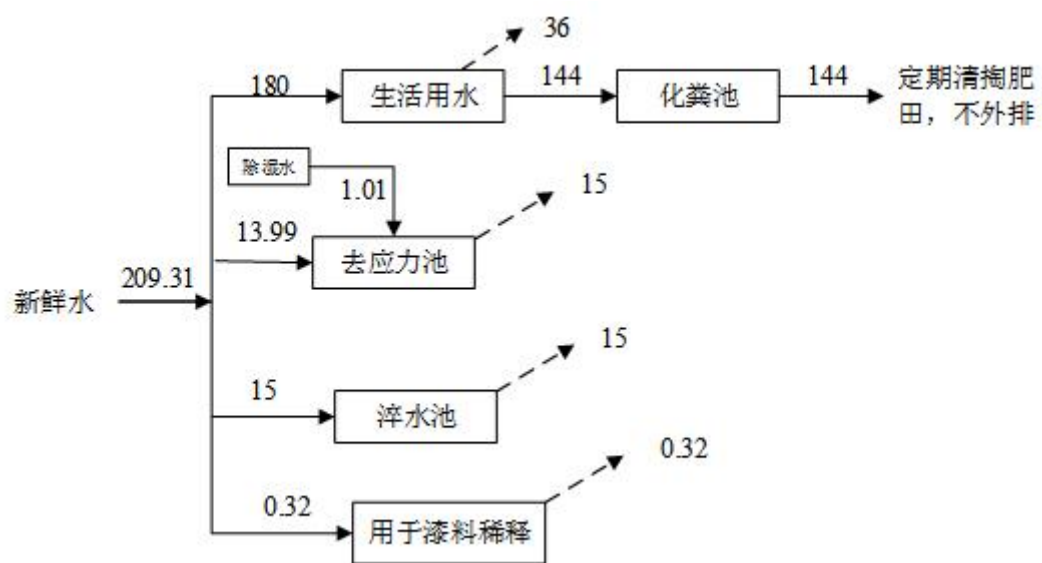 36
180
生活用水
144
化粪池
144
定期清掏肥
田，不外排
除湿水
1.01
15
13.99
去应力池
209.31
新鲜水
15
15
淬水池
0.32
0.32
用于漆料稀释